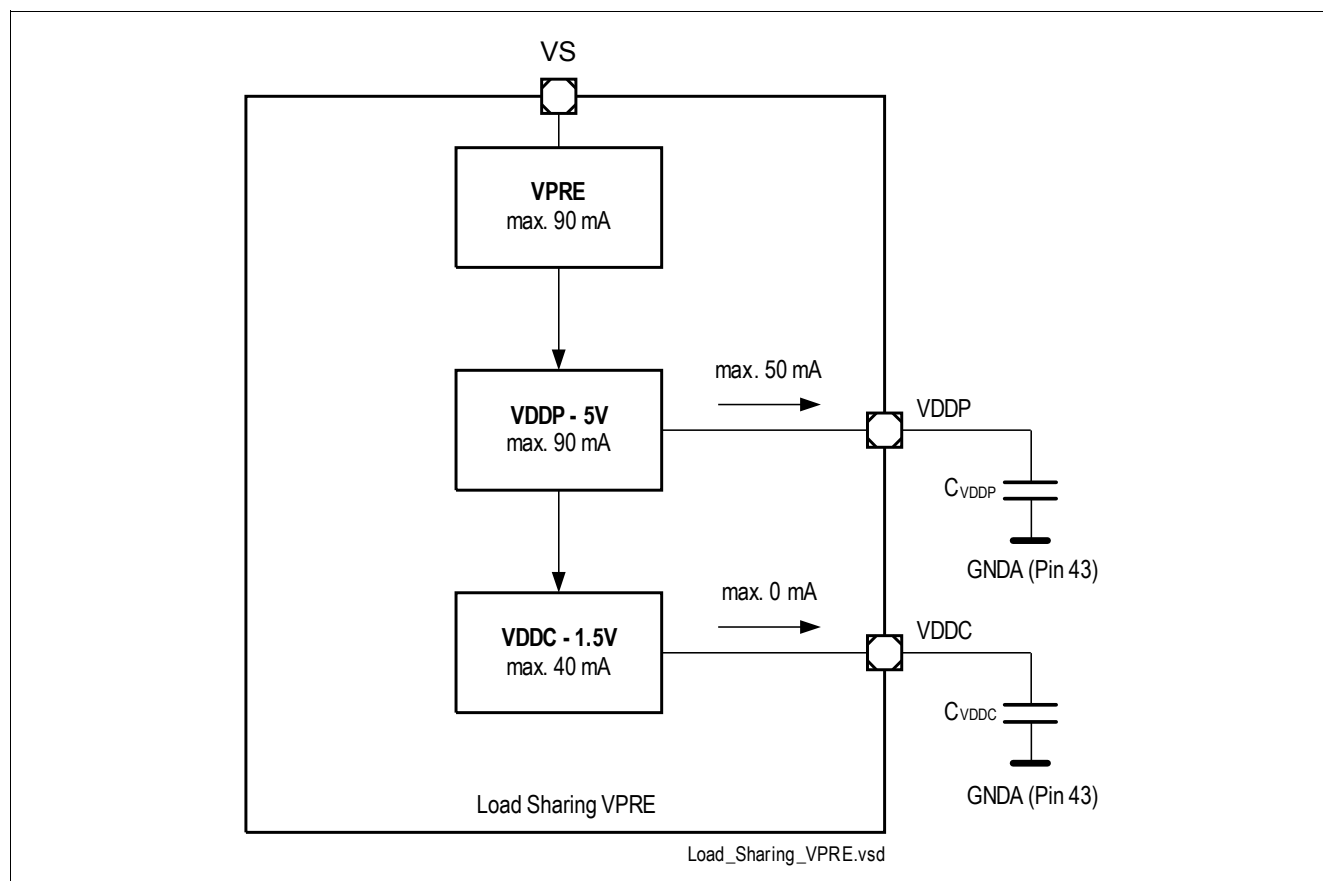 VS
VPRE
max. 90 mA
max. 50 mA
VDDP
VDDP - 5V
max. 90 mA
CVDDP
GNDA (Pin 43)
max. 0 mA
VDDC
VDDC - 1.5V
max. 40 mA
CVDDC
GNDA (Pin 43)
Load Sharing VPRE
Load_Sharing_VPRE.vsd